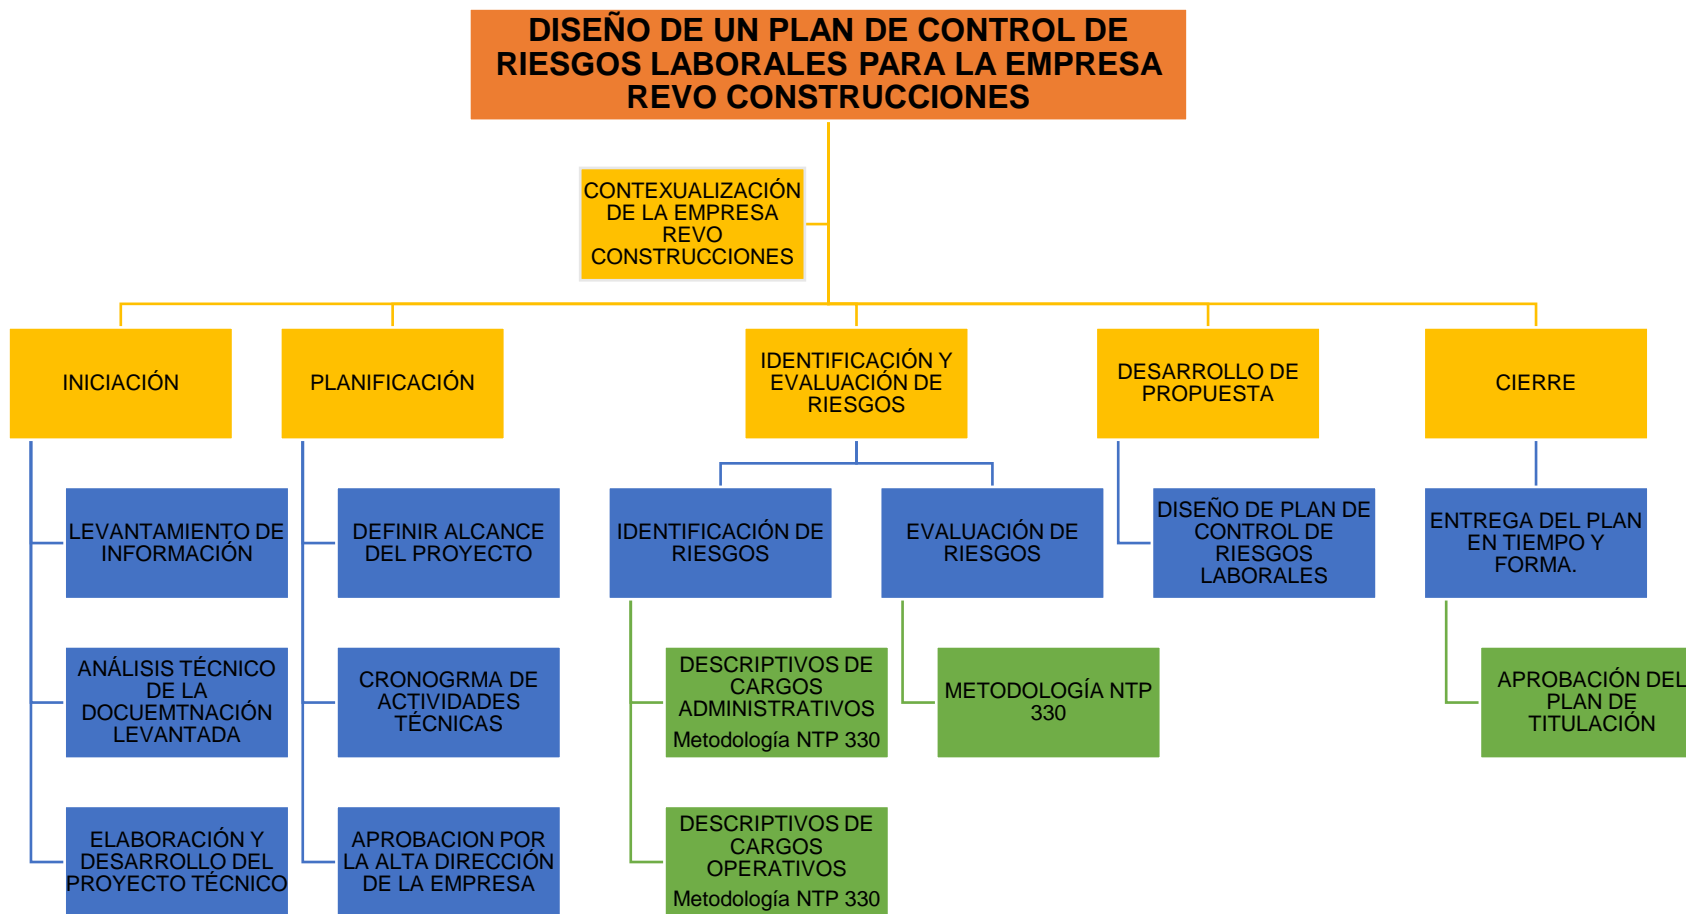 DISEÑO DE UN PLAN DE CONTROL DE
RIESGOS LABORALES PARA LA EMPRESA
REVO CONSTRUCCIONES
CONTEXUALIZACIÓN
DE LA EMPRESA
REVO
CONSTRUCCIONES
INICIACIÓN
PLANIFICACIÓN
IDENTIFICACIÓN Y
EVALUACIÓN DE
RIESGOS
DESARROLLO DE
PROPUESTA
CIERRE
LEVANTAMIENTO DE
INFORMACIÓN
DEFINIR ALCANCE
DEL PROYECTO
IDENTIFICACIÓN DE
RIESGOS
EVALUACIÓN DE
RIESGOS
DISEÑO DE PLAN DE
CONTROL DE
RIESGOS
LABORALES
ENTREGA DEL PLAN
EN TIEMPO Y
FORMA.
ANÁLISIS TÉCNICO
DE LA
DOCUEMTNACIÓN
LEVANTADA
CRONOGRMA DE
ACTIVIDADES
TÉCNICAS
DESCRIPTIVOS DE
CARGOS
ADMINISTRATIVOS
Metodología NTP 330
METODOLOGÍA NTP
330
APROBACIÓN DEL
PLAN DE
TITULACIÓN
ELABORACIÓN Y
DESARROLLO DEL
PROYECTO TÉCNICO
APROBACION POR
LA ALTA DIRECCIÓN
DE LA EMPRESA
DESCRIPTIVOS DE
CARGOS
OPERATIVOS
Metodología NTP 330